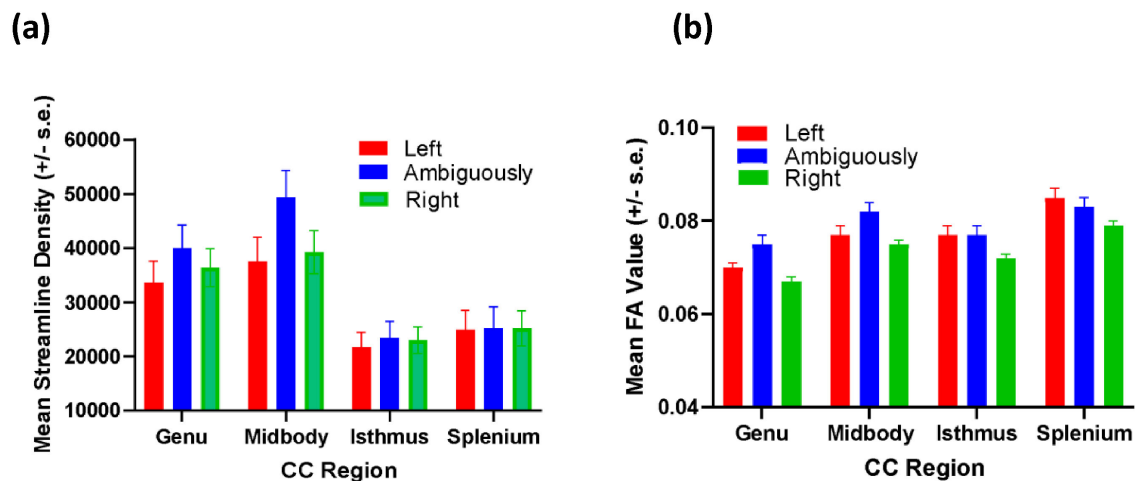 (a)
Mean Streamline Density (+/- s.e.)
60000
50000
40000
30000
20000
10000
Left
Ambiguously
Right
Genu Midbody Isthmus Splenium
CC Region
(b)
Mean FA Value (+/- s.e.)
0.10
0.08
0.06
0.04
Left
Ambiguously
Right
Genu Midbody Isthmus Splenium
CC Region